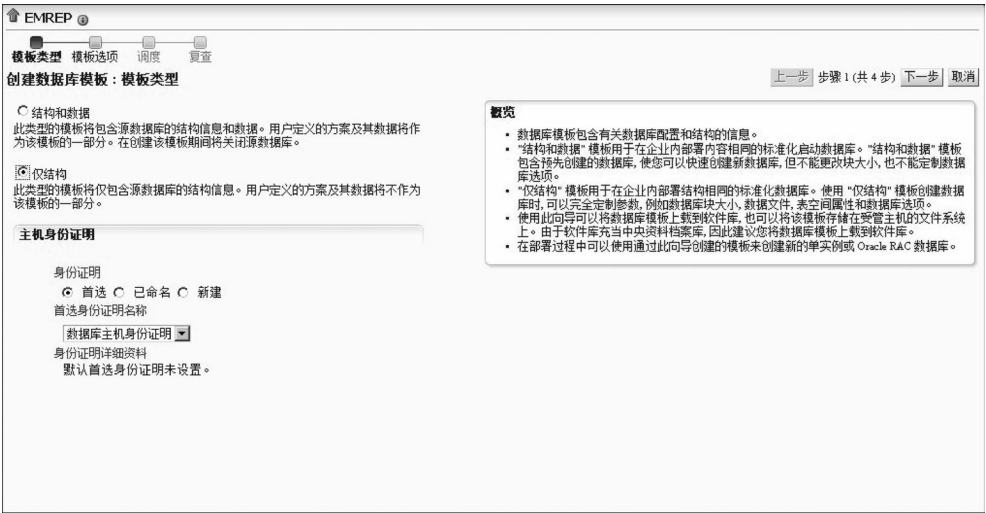 EMREP
模板类型 模板选项 调度 复查
创建数据库模板：模板类型
上一步 步骤 1 (共 4 步) 下一步 取消
结构和数据
此类型的模板将包含源数据库的结构信息和数据。用户定义的方案及其数据将作
为该模板的一部分。在创建该模板期间将关闭源数据库。
仅结构
此类型的模板将仅包含源数据库的结构信息。用户定义的方案及其数据将不作为
该模板的一部分。
主机身份证明
身份证明
首选 已命名 新建
首选身份证明名称
数据库主机身份证明
身份证明详细资料
默认首选身份证明未设置。
概览
• 数据库模板包含有关数据库配置和结构的信息。
• "结构和数据" 模板用于在企业内部署内容相同的标准化启动数据库。"结构和数据" 模板
包含预先创建的数据库, 使您可以快速创建新数据库, 但不能更改块大小, 也不能定制数据
库选项。
• "仅结构" 模板用于在企业内部署结构相同的标准化数据库。使用 "仅结构" 模板创建数据
库时, 可以完全定制参数, 例如数据库块大小, 数据文件, 表空间属性和数据库选项。
• 使用此向导可以将数据库模板上载到软件库, 也可以将该模板存储在受管主机的文件系统
上。由于软件库充当中央资料档案库, 因此建议您将数据库模板上载到软件库。
• 在部署过程中可以使用通过此向导创建的模板来创建新的单实例或 Oracle RAC 数据库。